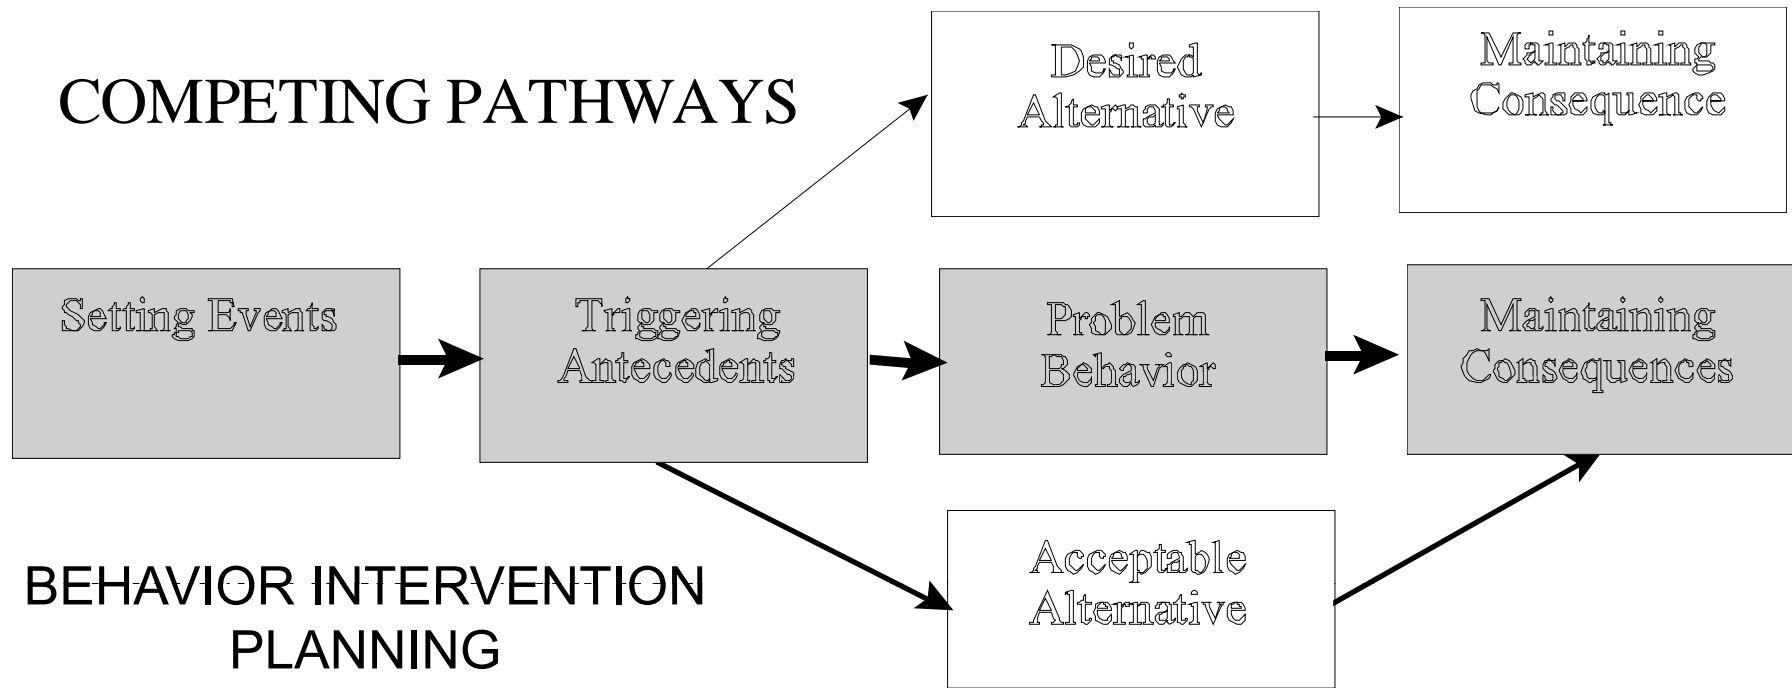 COMPETING PATHWAYS
Desired
Alternative
Maintaining
Consequence
Setting Events
Triggering
Antecedents
Problem
Behavior
Maintaining
Consequences
Acceptable
Alternative
BEHAVIOR INTERVENTION
PLANNING